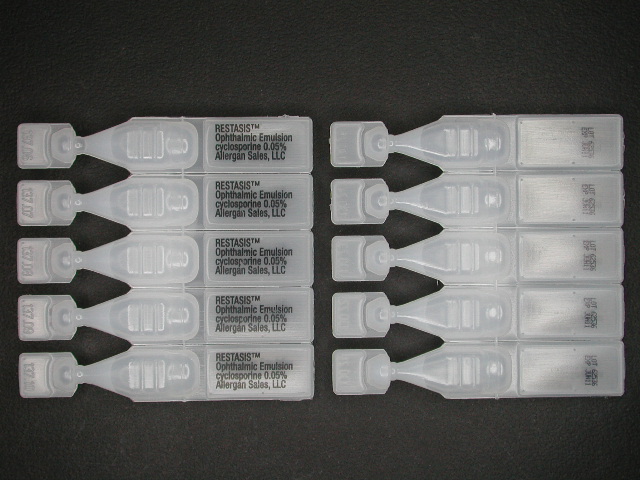 RESTASIS™
Ophthalmic Emulsion
cyclosporine 0.05%
Allergan Sales, LLC
RESTASIS™
Ophthalmic Emulsion
cyclosporine 0.05%
Allergan Sales, LLC
RESTASIS™
Ophthalmic Emulsion
cyclosporine 0.05%
Allergan Sales, LLC
RESTASIS™
Ophthalmic Emulsion
cyclosporine 0.05%
Allergan Sales, LLC
RESTASIS™
Ophthalmic Emulsion
cyclosporine 0.05%
Allergan Sales, LLC